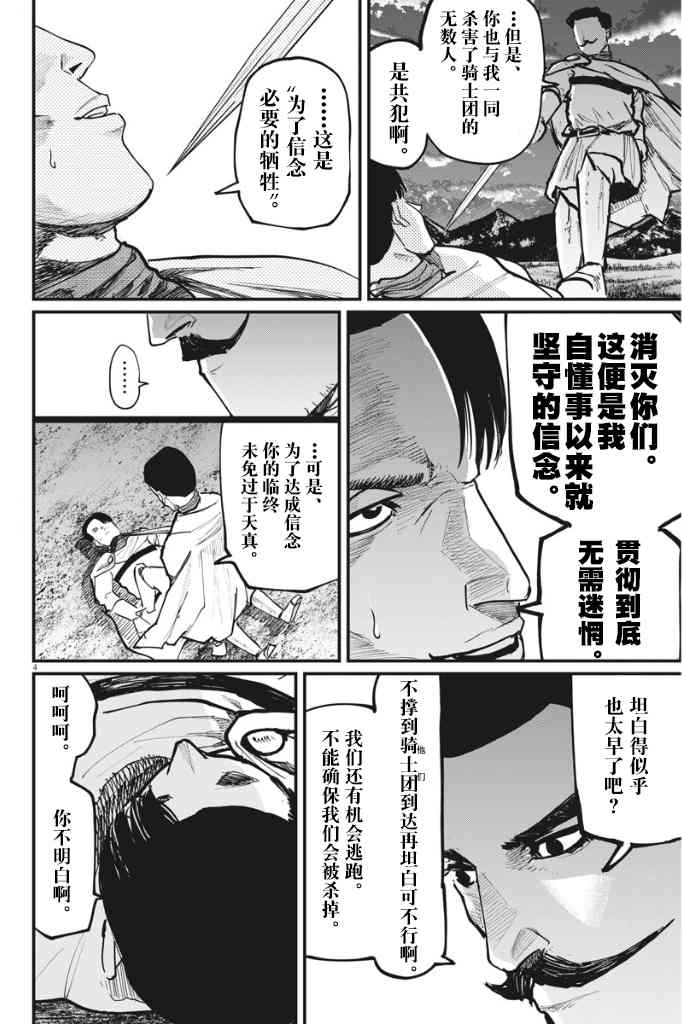 …但是、
你也与我一同
杀害了骑士团的
无数人。
是共犯啊。
……这是
“为了信念
必要的牺牲”。
消灭你们。
这便是我
自懂事以来就
坚守的信念。
贯彻到底
无需迷惘。
……
…可是、
为了达成信念
你的临终
未免过于天真。
4
坦白得似乎
也太早了吧？
不撑到骑士团到达再坦白可不行啊。
他们
我们还有机会逃跑。
不能确保我们会被杀掉。
呵呵呵。
你不明白啊。